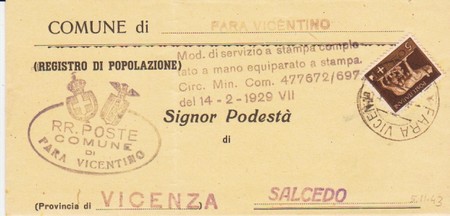 COMUNE di FARA VICENTINO
(REGISTRO DI POPOLAZIONE)
Mod. di servizio a stampa comple
tato a mano equiparato a stampa.
Circ. Min. Com. 477672/697
del 14-2-1929 VII
Signor Podestà
di
RR. POSTE
COMUNE
DI
FARA VICENTINO
FARA VICEN
SALCEDO
(Provincia di VICENZA)